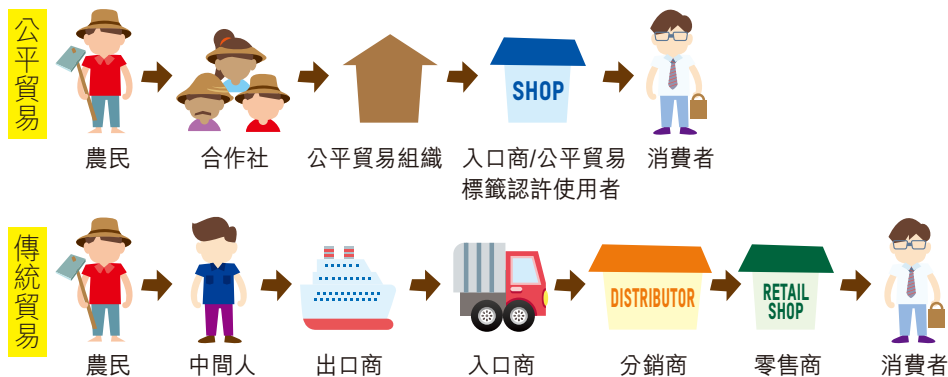 公平貿易
SHOP
農民
合作社
公平貿易組織
入口商/公平貿易
標籤認許使用者
消費者
傳統貿易
DISTRIBUTOR
RETAIL
SHOP
農民
中間人
出口商
入口商
分銷商
零售商
消費者